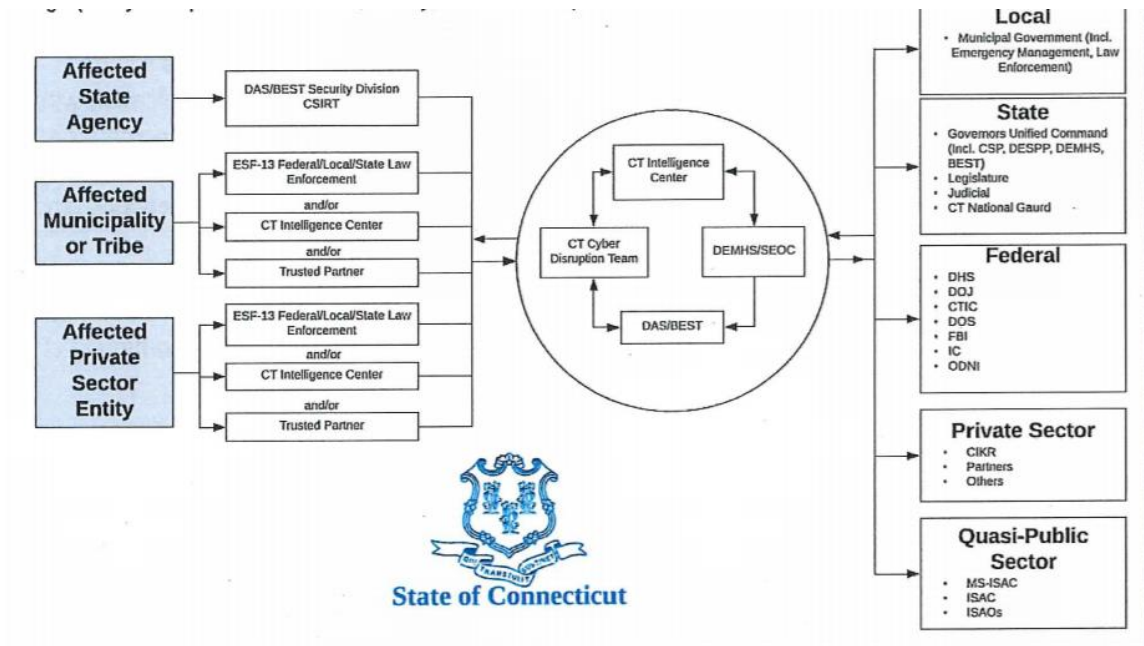 Affected
State
Agency
DAS/BEST Security Division
CSIRT
Affected
Municipality
or Tribe
ESF-13 Federal/Local/State Law
Enforcement
and/or
CT Intelligence Center
and/or
Trusted Partner
Affected
Private
Sector
Entity
ESF-13 Federal/Local/State Law
Enforcement
and/or
CT Intelligence Center
and/or
Trusted Partner
CT Intelligence
Center
CT Cyber
Disruption Team
DEMHS/SEOC
DAS/BEST
Local
• Municipal Government (Incl.
Emergency Management, Law
Enforcement)
State
• Governors Unified Command
(Incl. CSP, DESPP, DEMHS,
BEST)
• Legislature
• Judicial
• CT National Gaurd
Federal
• DHS
• DOJ
• CTIC
• DOS
• FBI
• IC
• ODNI
Private Sector
• CIKR
• Partners
• Others
Quasi-Public
Sector
• MS-ISAC
• ISAC
• ISAOs
QUI TRANSTULIT SUSTINET
State of Connecticut